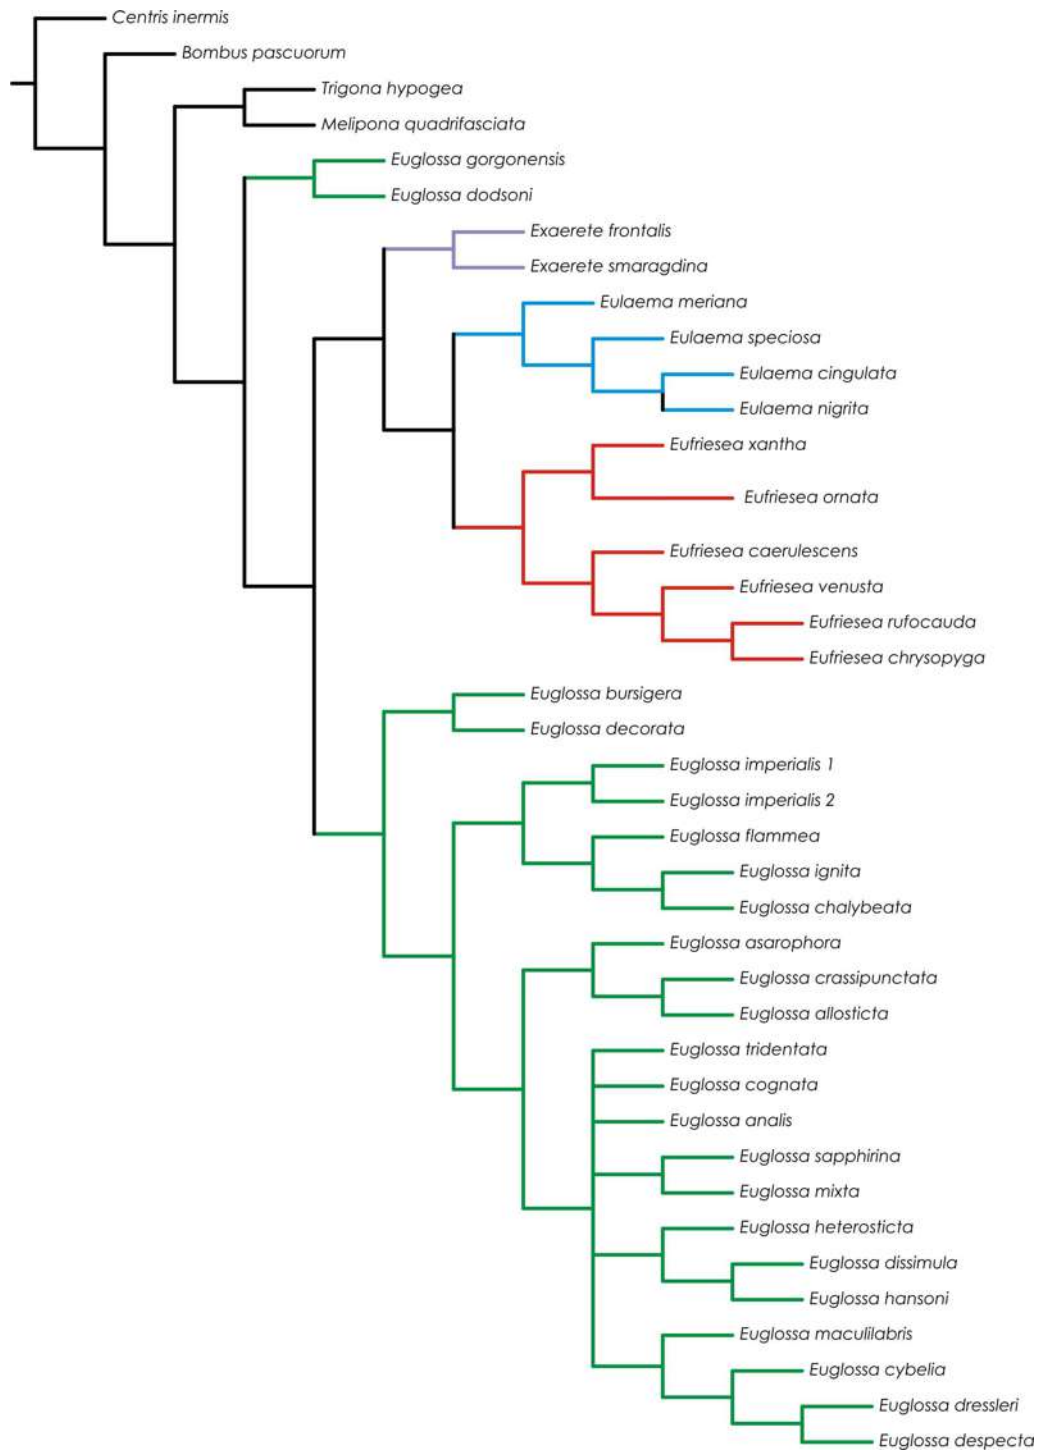 Centris inermis
Bombus pascuorum
Trigona hypogea
Melipona quadrifasciata
Euglossa gorgonensis
Euglossa dodsoni
Exaerete frontalis
Exaerete smaragdina
Eulaema meriana
Eulaema speciosa
Eulaema cingulata
Eulaema nigrita
Eufriesea xantha
Eufriesea ornata
Eufriesea caerulescens
Eufriesea venusta
Eufriesea rufocauda
Eufriesea chrysopyga
Euglossa bursigera
Euglossa decorata
Euglossa imperialis 1
Euglossa imperialis 2
Euglossa flammea
Euglossa ignita
Euglossa chalybeata
Euglossa asarophora
Euglossa crassipunctata
Euglossa allosticta
Euglossa tridentata
Euglossa cognata
Euglossa analis
Euglossa sapphirina
Euglossa mixta
Euglossa heterosticta
Euglossa dissimula
Euglossa hansoni
Euglossa maculilabris
Euglossa cybelia
Euglossa dressleri
Euglossa despecta